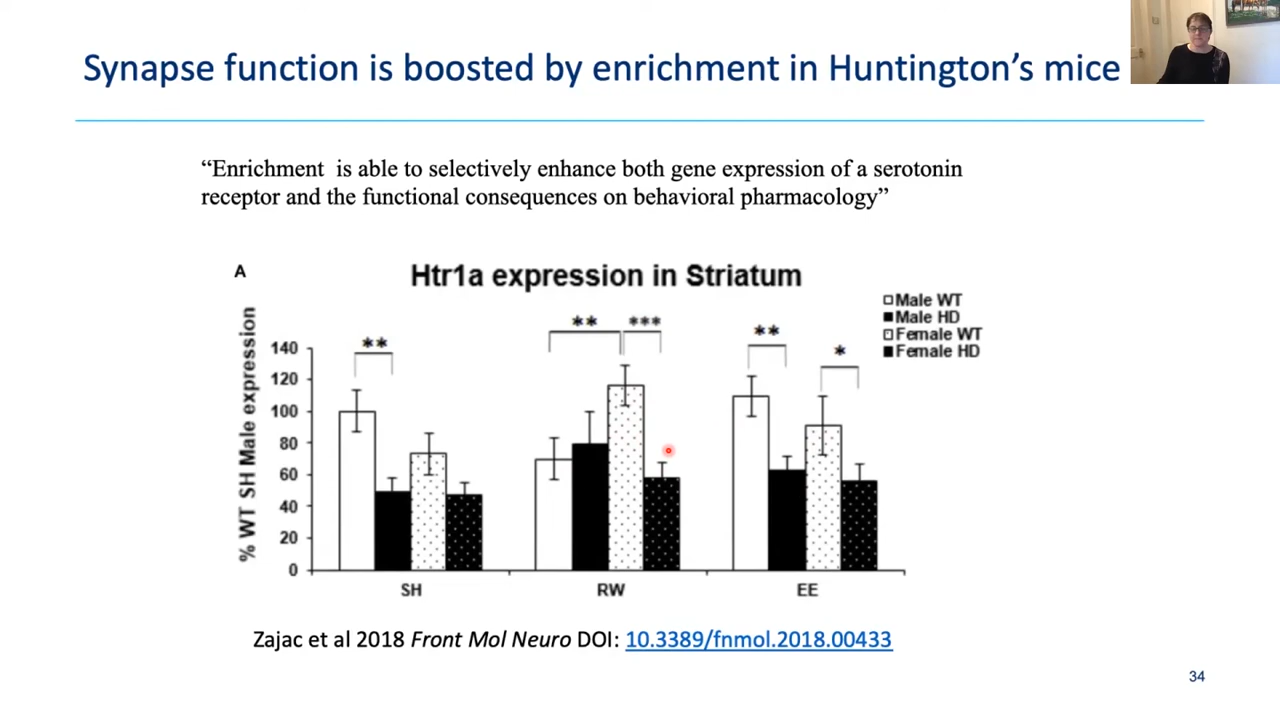 Synapse function is boosted by enrichment in Huntington’s mice
“Enrichment is able to selectively enhance both gene expression of a serotonin
receptor and the functional consequences on behavioral pharmacology”
A
Htr1a expression in Striatum
Male WT
Male HD
Female WT
Female HD
% WT SH Male expression
140
120
100
80
60
40
20
0
**
**
***
**
*
SH
RW
EE
Zajac et al 2018 Front Mol Neuro DOI: 10.3389/fnmol.2018.00433
34